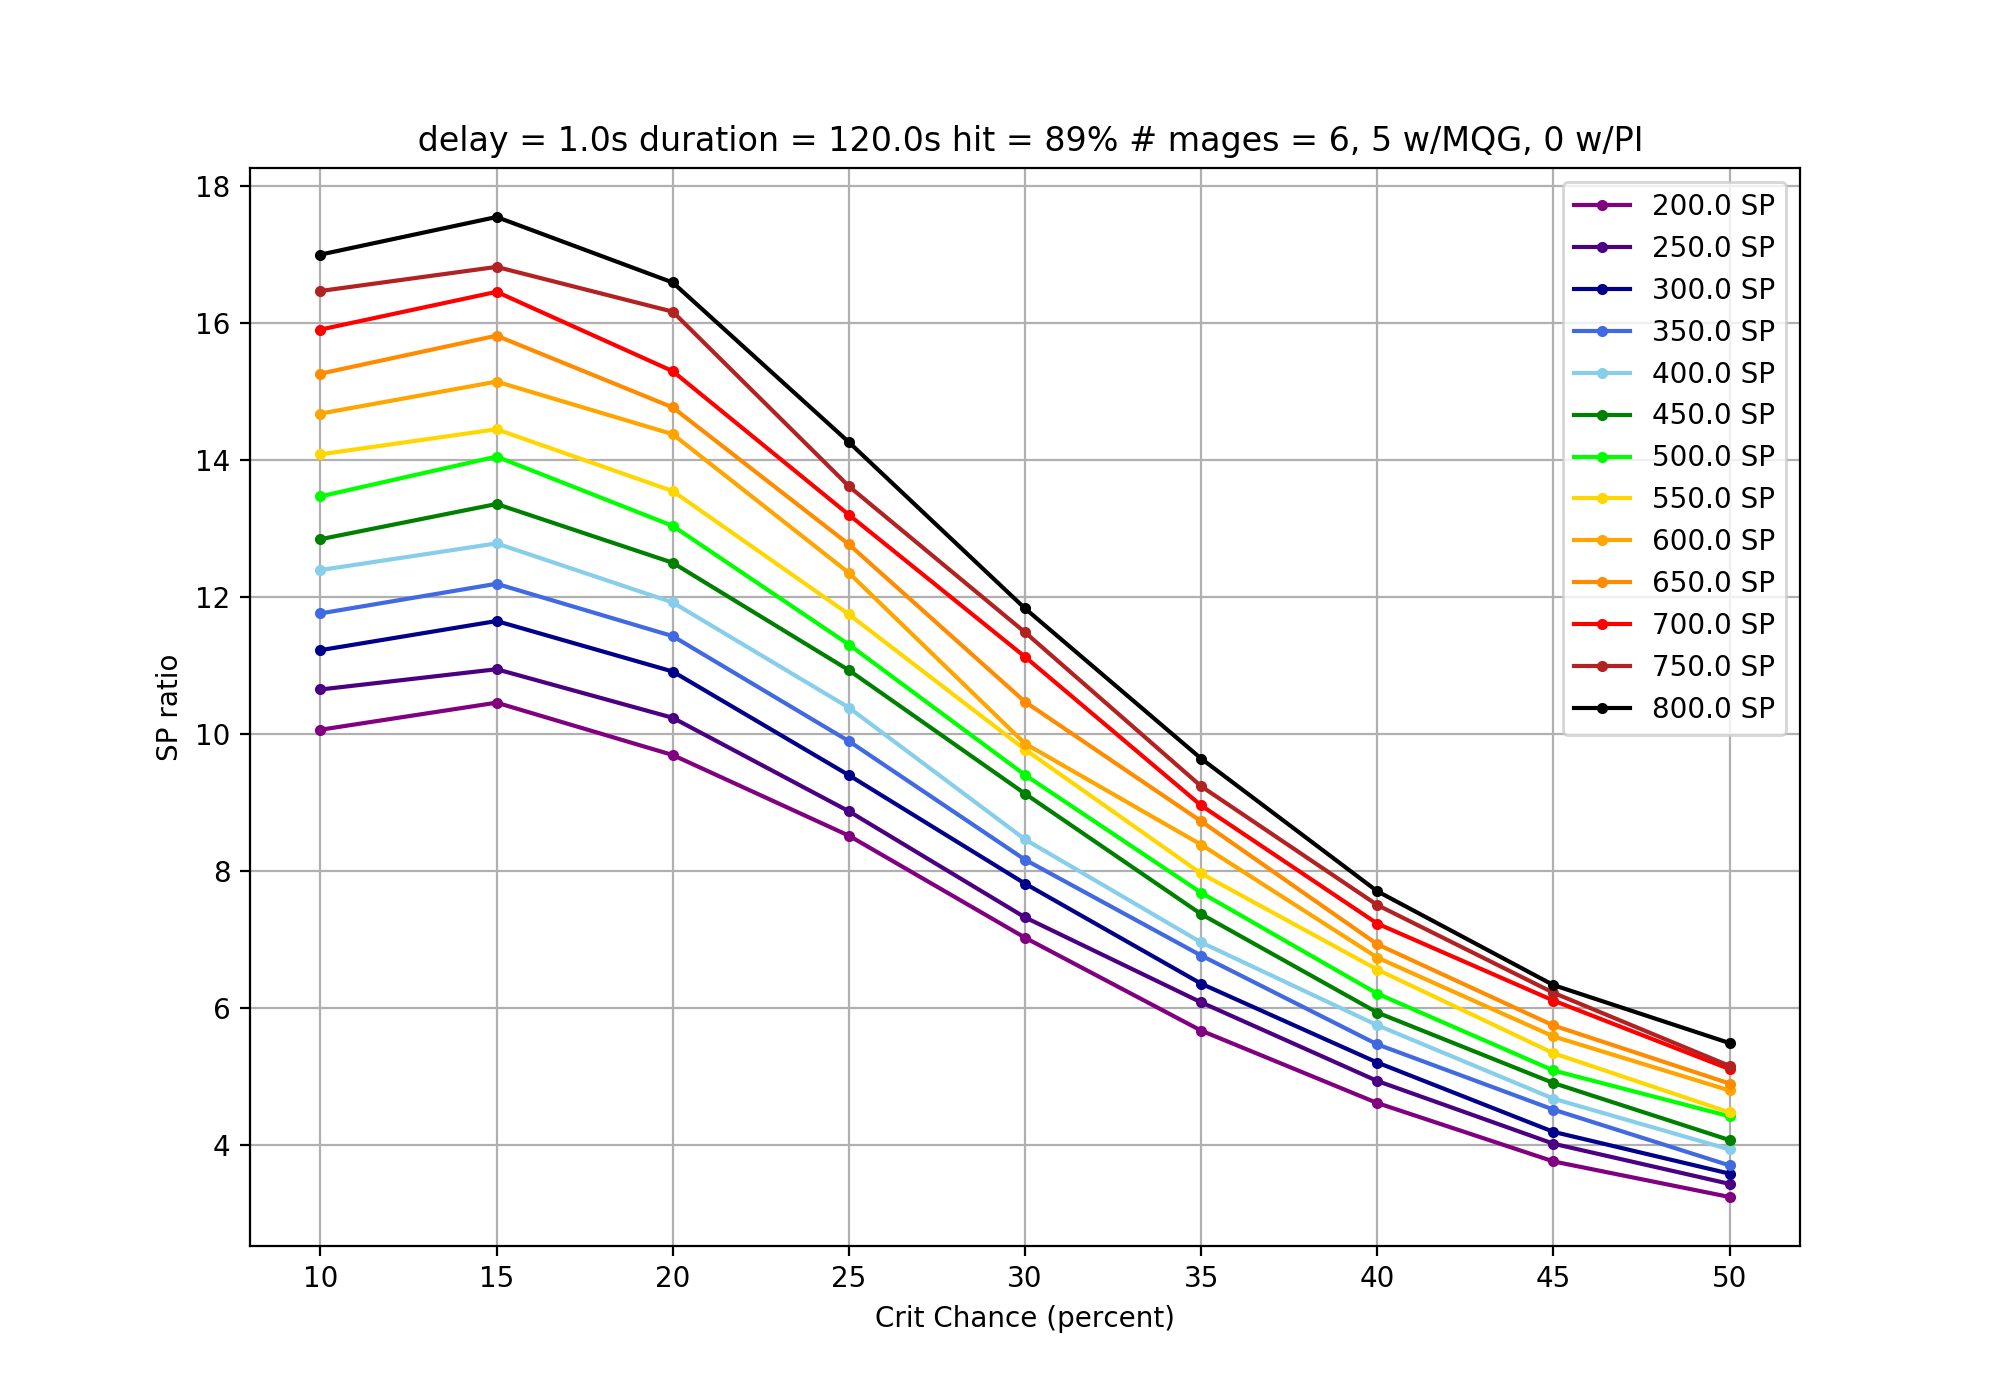 delay = 1.0s duration = 120.0s hit = 89% # mages = 6, 5 w/MQG, 0 w/PI
18
16
14
12
10
8
6
4
SP ratio
200.0 SP
250.0 SP
300.0 SP
350.0 SP
400.0 SP
450.0 SP
500.0 SP
550.0 SP
600.0 SP
650.0 SP
700.0 SP
750.0 SP
800.0 SP
10 15 20 25 30 35 40 45 50
Crit Chance (percent)